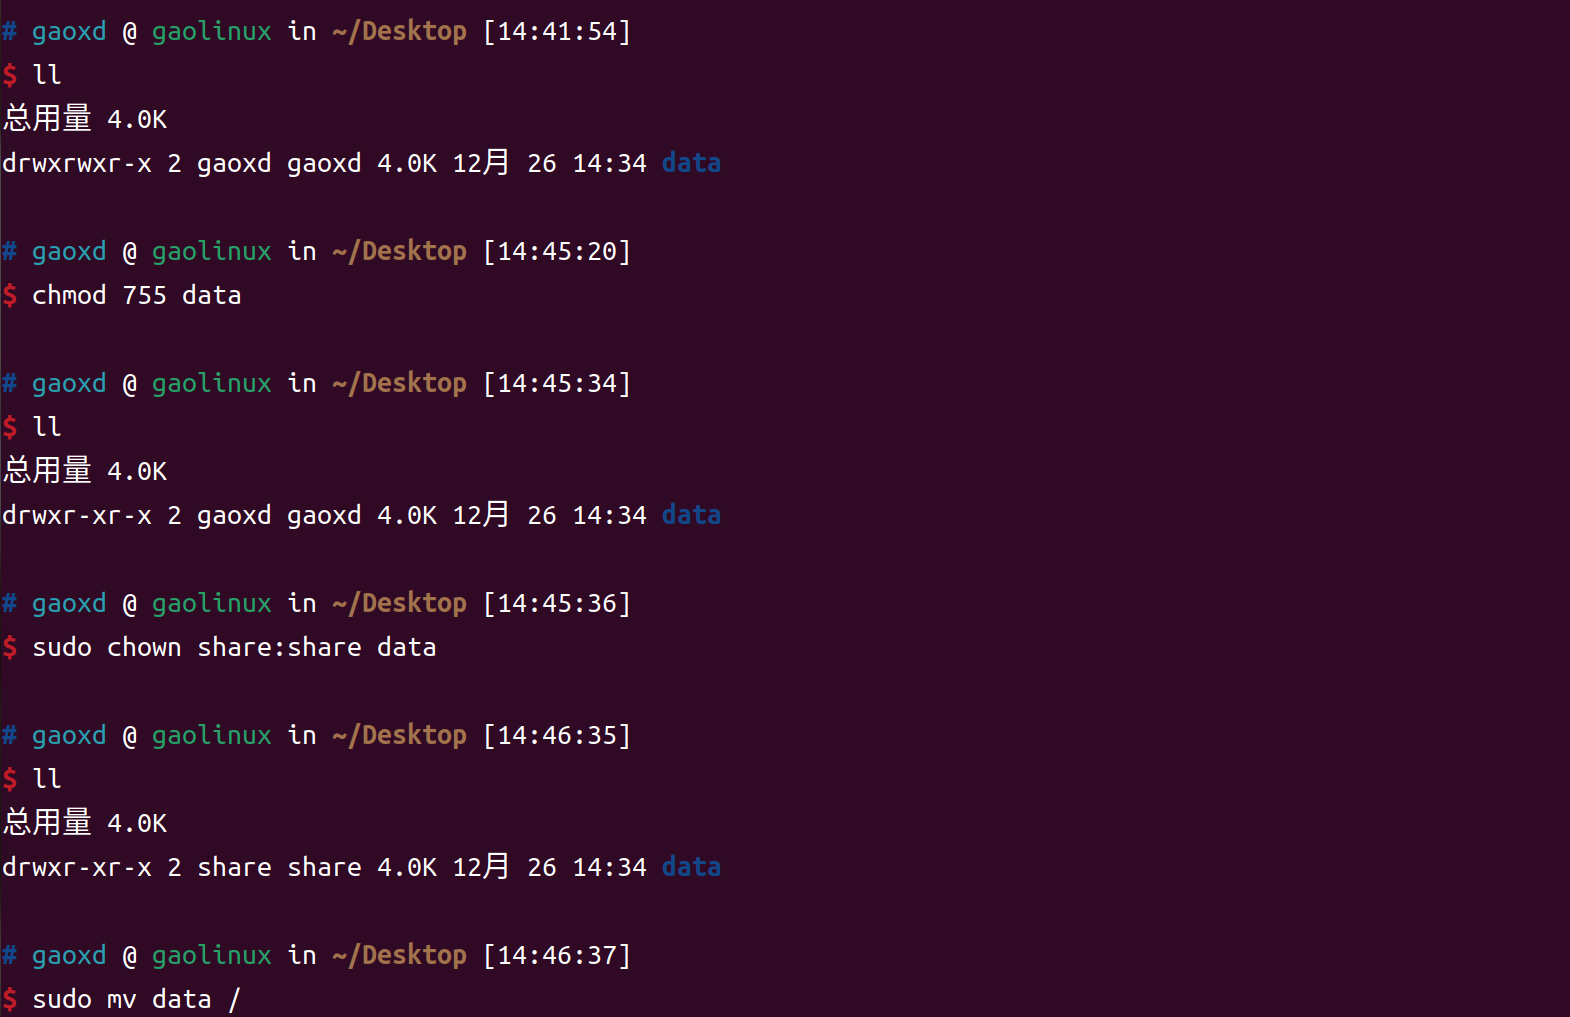 # gaoxd @ gaolinux in ~/Desktop [14:41:54]
$ ll
总用量 4.0K
drwxrwxr-x 2 gaoxd gaoxd 4.0K 12月 26 14:34 data
# gaoxd @ gaolinux in ~/Desktop [14:45:20]
$ chmod 755 data
# gaoxd @ gaolinux in ~/Desktop [14:45:34]
$ ll
总用量 4.0K
drwxr-xr-x 2 gaoxd gaoxd 4.0K 12月 26 14:34 data
# gaoxd @ gaolinux in ~/Desktop [14:45:36]
$ sudo chown share:share data
# gaoxd @ gaolinux in ~/Desktop [14:46:35]
$ ll
总用量 4.0K
drwxr-xr-x 2 share share 4.0K 12月 26 14:34 data
# gaoxd @ gaolinux in ~/Desktop [14:46:37]
$ sudo mv data /